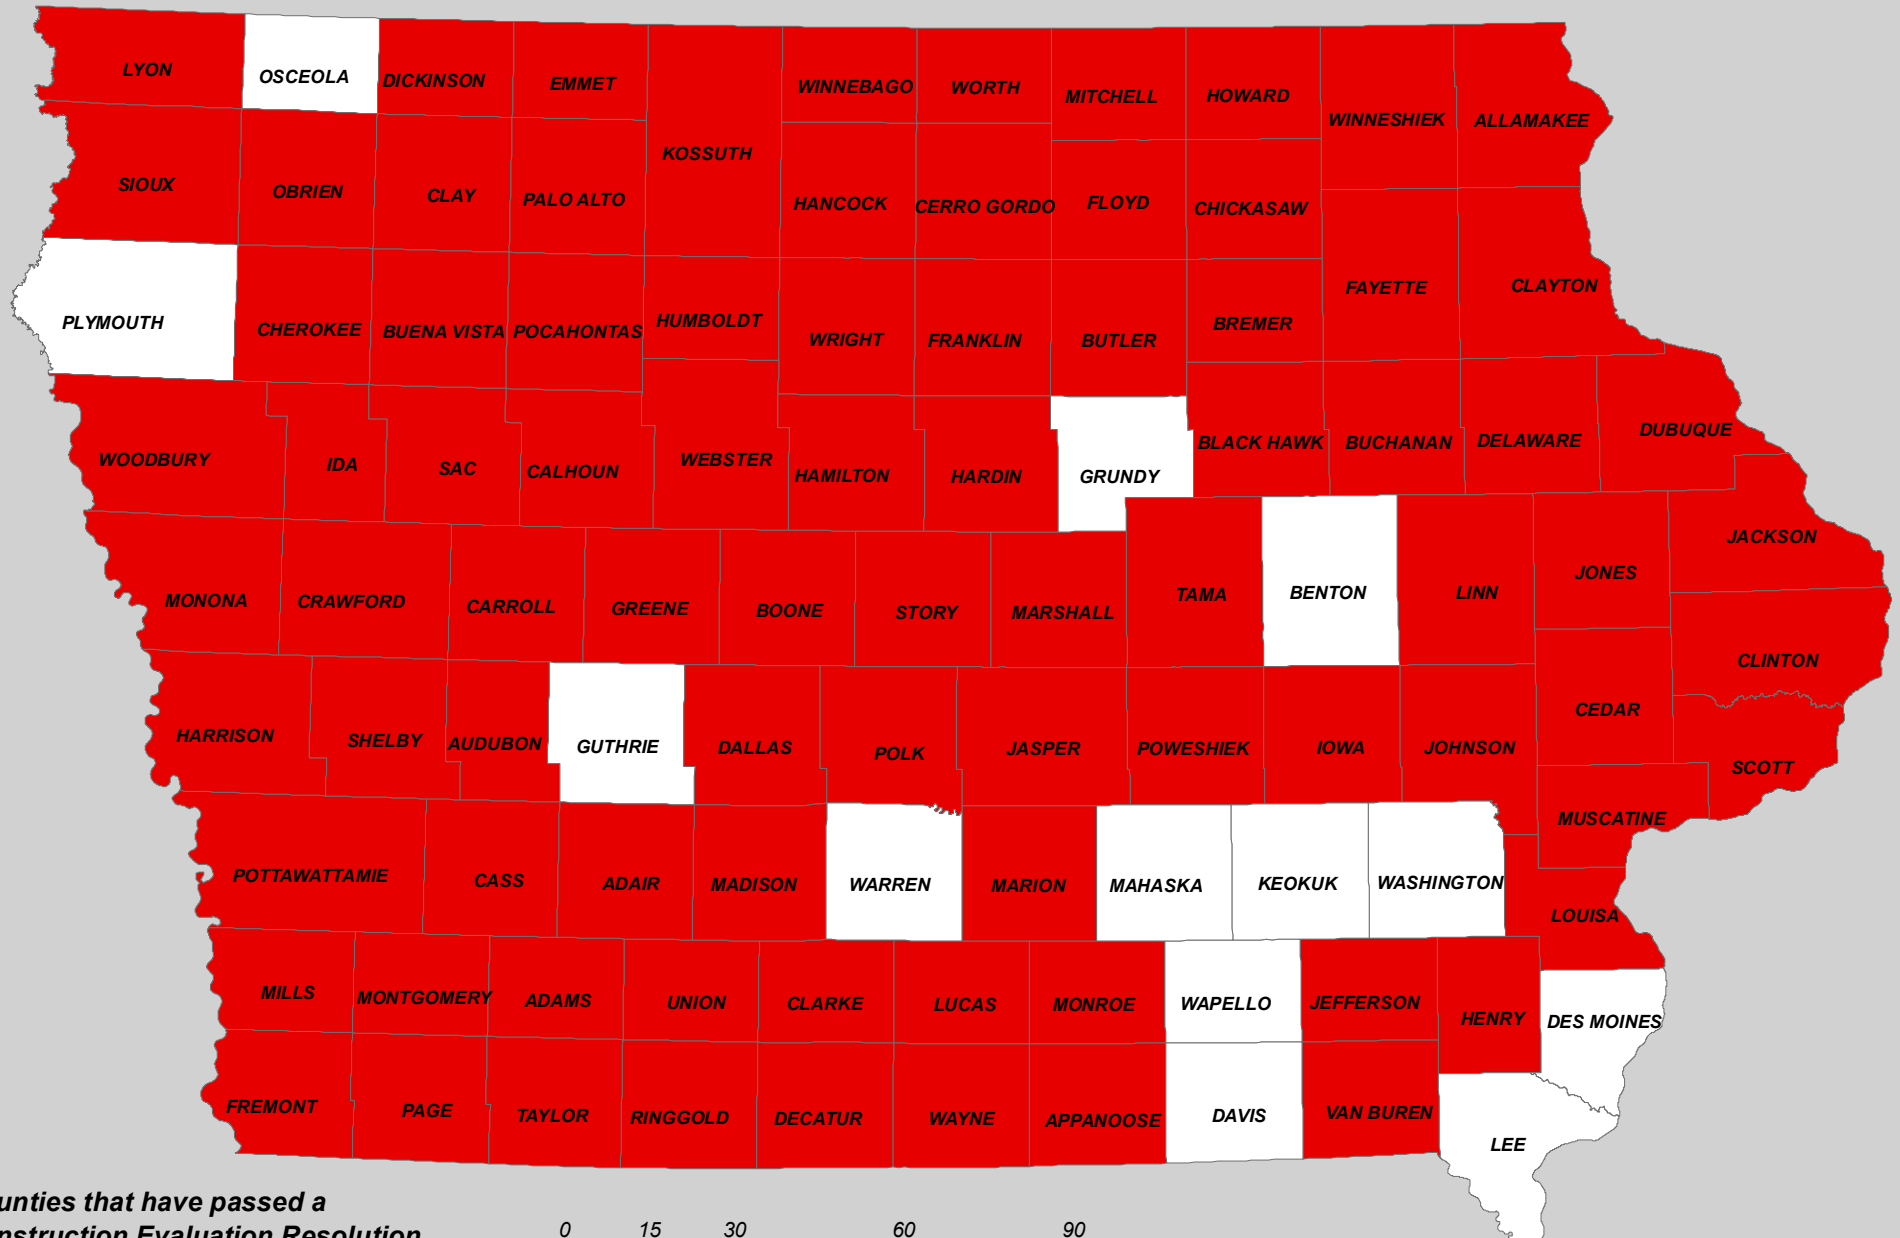 LYON
OSCEOLA
DICKINSON
EMMET
WINNEBAGO
WORTH
MITCHELL
HOWARD
WINNESHIEK
ALLAMAKEE
KOSSUTH
SIOUX
OBRIEN
CLAY
PALO ALTO
HANCOCK
CERRO GORDO
FLOYD
CHICKASAW
FAYETTE
CLAYTON
PLYMOUTH
CHEROKEE
BUENA VISTA
POCAHONTAS
HUMBOLDT
WRIGHT
FRANKLIN
BUTLER
BREMER
WOODBURY
IDA
SAC
CALHOUN
WEBSTER
HAMILTON
HARDIN
GRUNDY
BLACK HAWK
BUCHANAN
DELAWARE
DUBUQUE
MONONA
CRAWFORD
CARROLL
GREENE
BOONE
STORY
MARSHALL
TAMA
BENTON
LINN
JONES
JACKSON
CLINTON
HARRISON
SHELBY
AUDUBON
GUTHRIE
DALLAS
POLK
JASPER
POWESHIEK
IOWA
JOHNSON
CEDAR
SCOTT
MUSCATINE
POTTAWATTAMIE
CASS
ADAIR
MADISON
WARREN
MARION
MAHASKA
KEOKUK
WASHINGTON
LOUISA
MILLS
MONTGOMERY
ADAMS
UNION
CLARKE
LUCAS
MONROE
WAPELLO
JEFFERSON
HENRY
DES MOINES
FREMONT
PAGE
TAYLOR
RINGGOLD
DECATUR
WAYNE
APPANOOSE
DAVIS
VAN BUREN
LEE
unties that have passed a
nstruction Evaluation Resolution
0 15 30 60 90